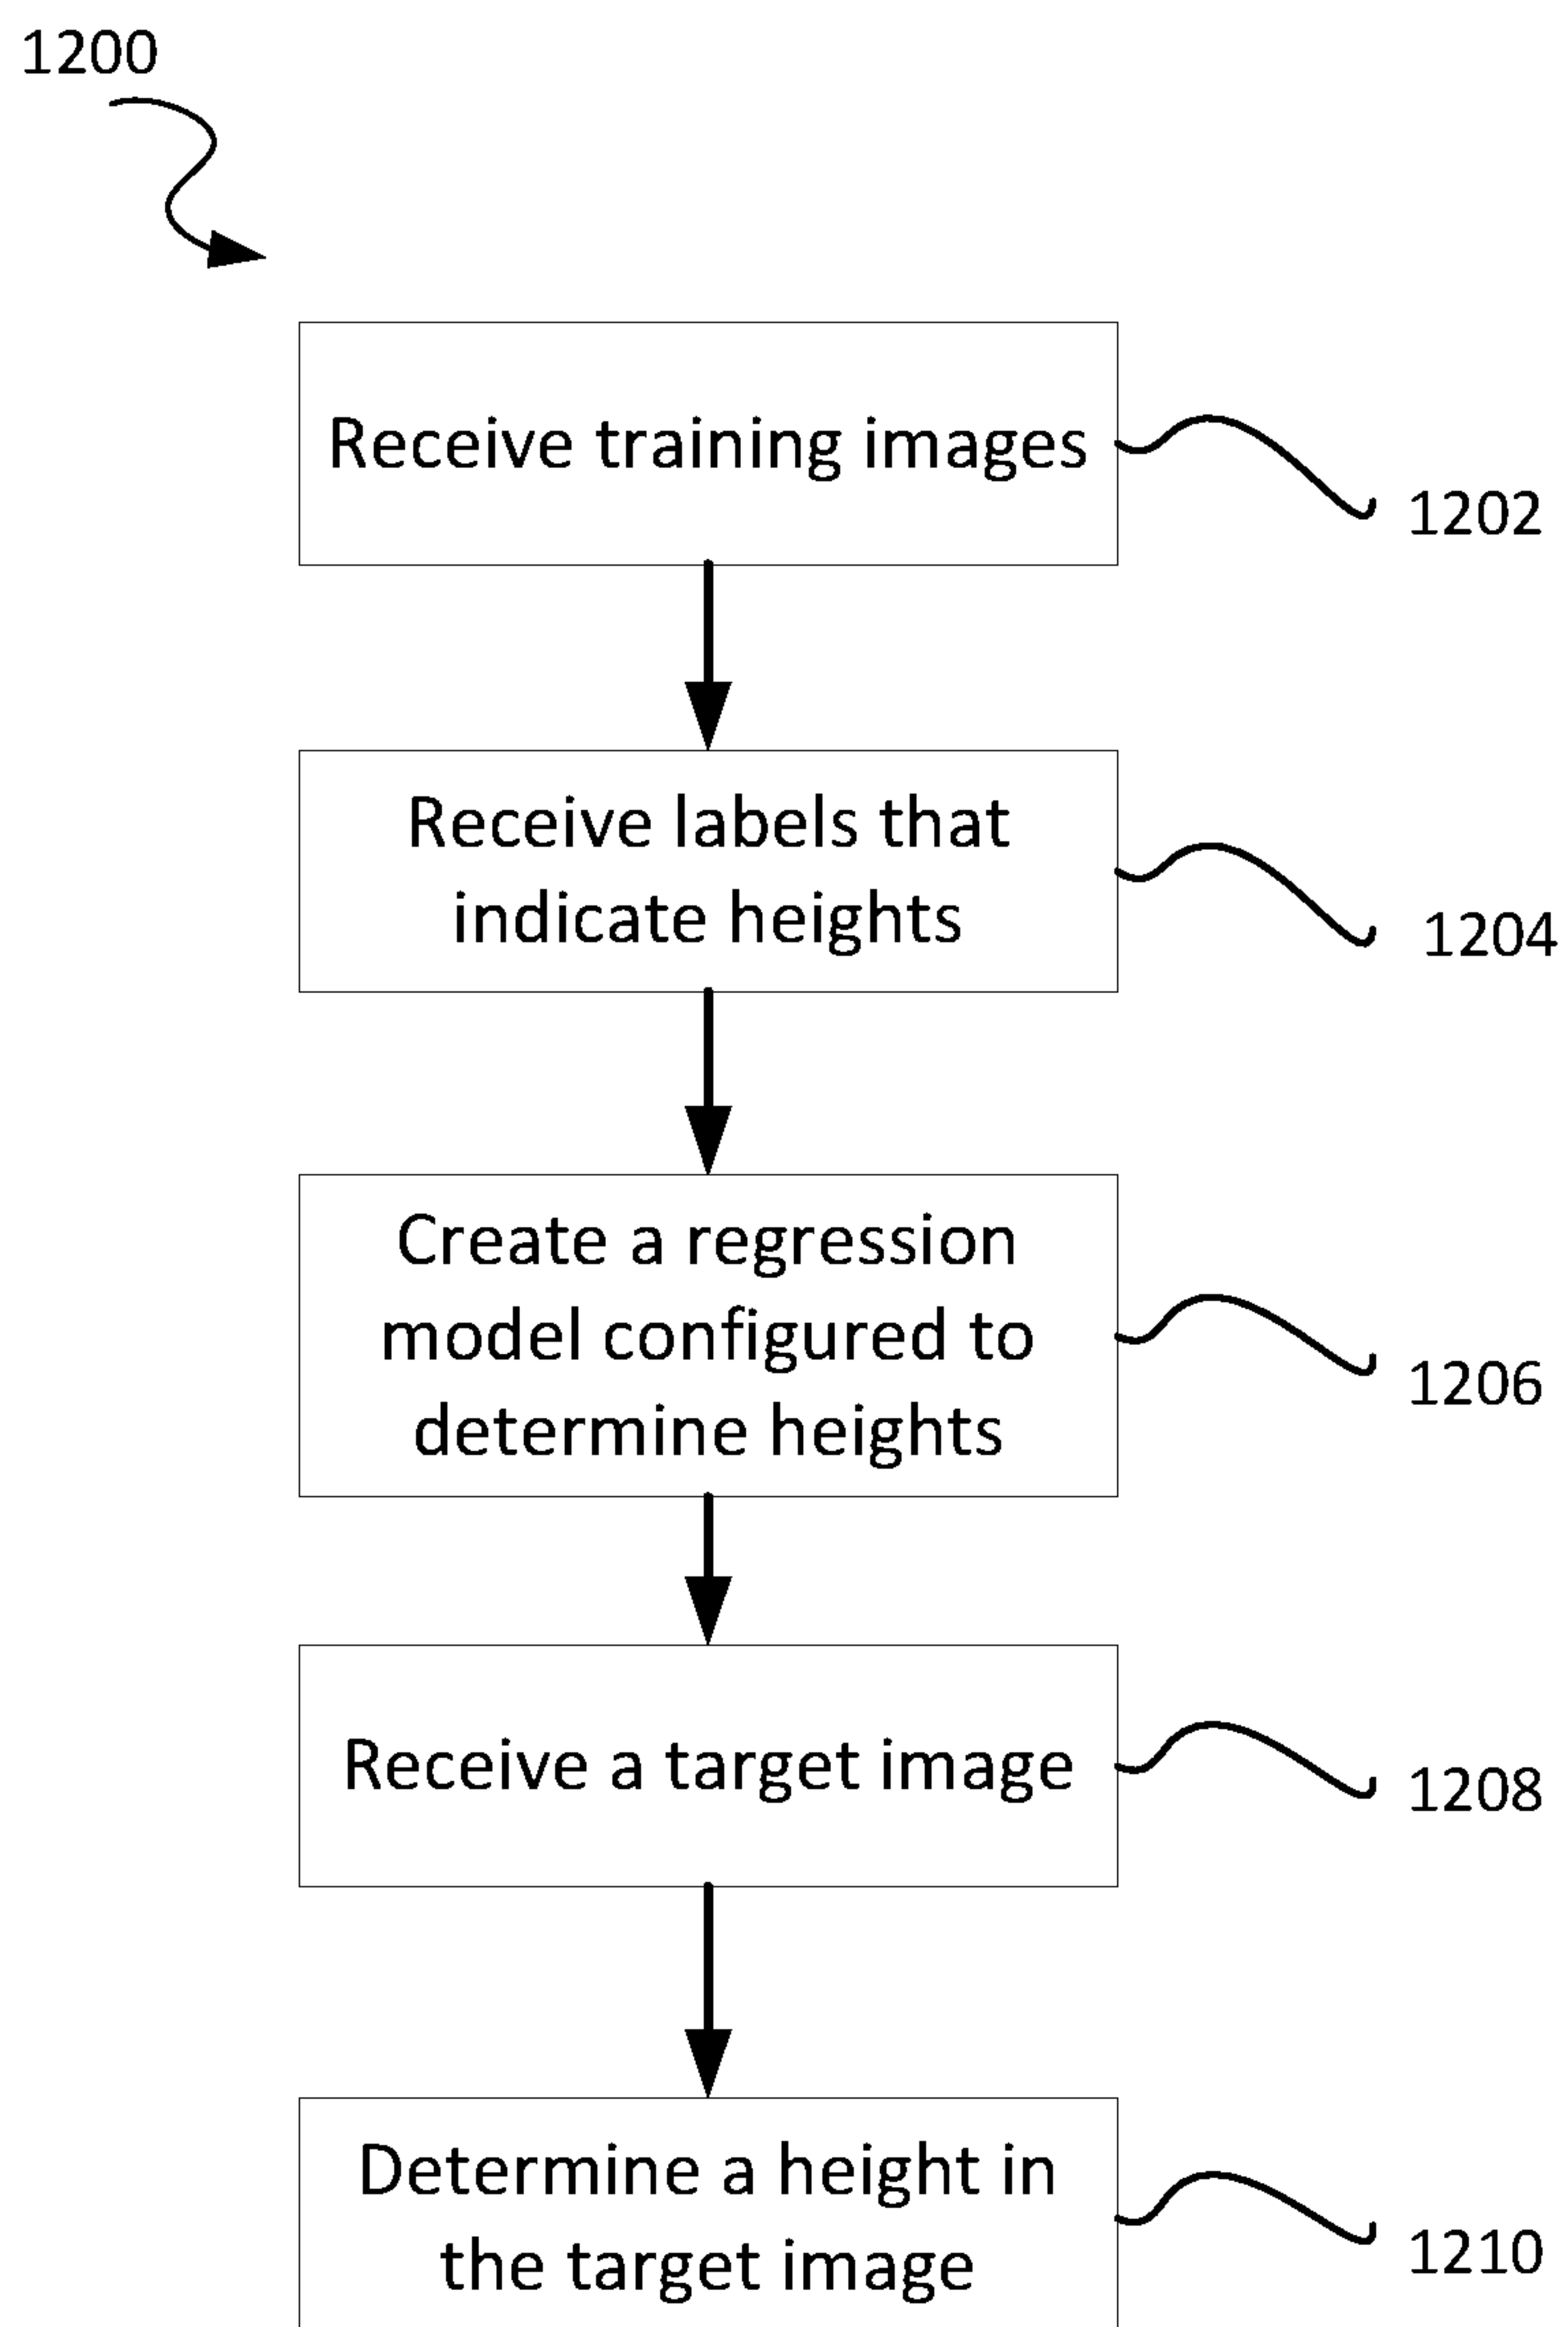 1200
Receive training images
1202
Receive labels that
indicate heights
1204
Create a regression
model configured to
determine heights
1206
Receive a target image
1208
Determine a height in
the target image
1210